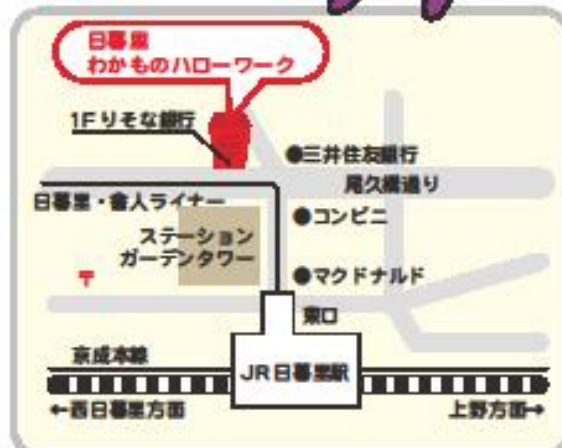 日暮里
わかものハローワーク
1Fりそな銀行
●三井住友銀行
尾久橋通り
日暮里・舎人ライナー
●コンビニ
ステーション
ガーデンタワー
●マクドナルド
〒
東口
京成本線
JR日暮里駅
←西日暮里方面
上野方面→